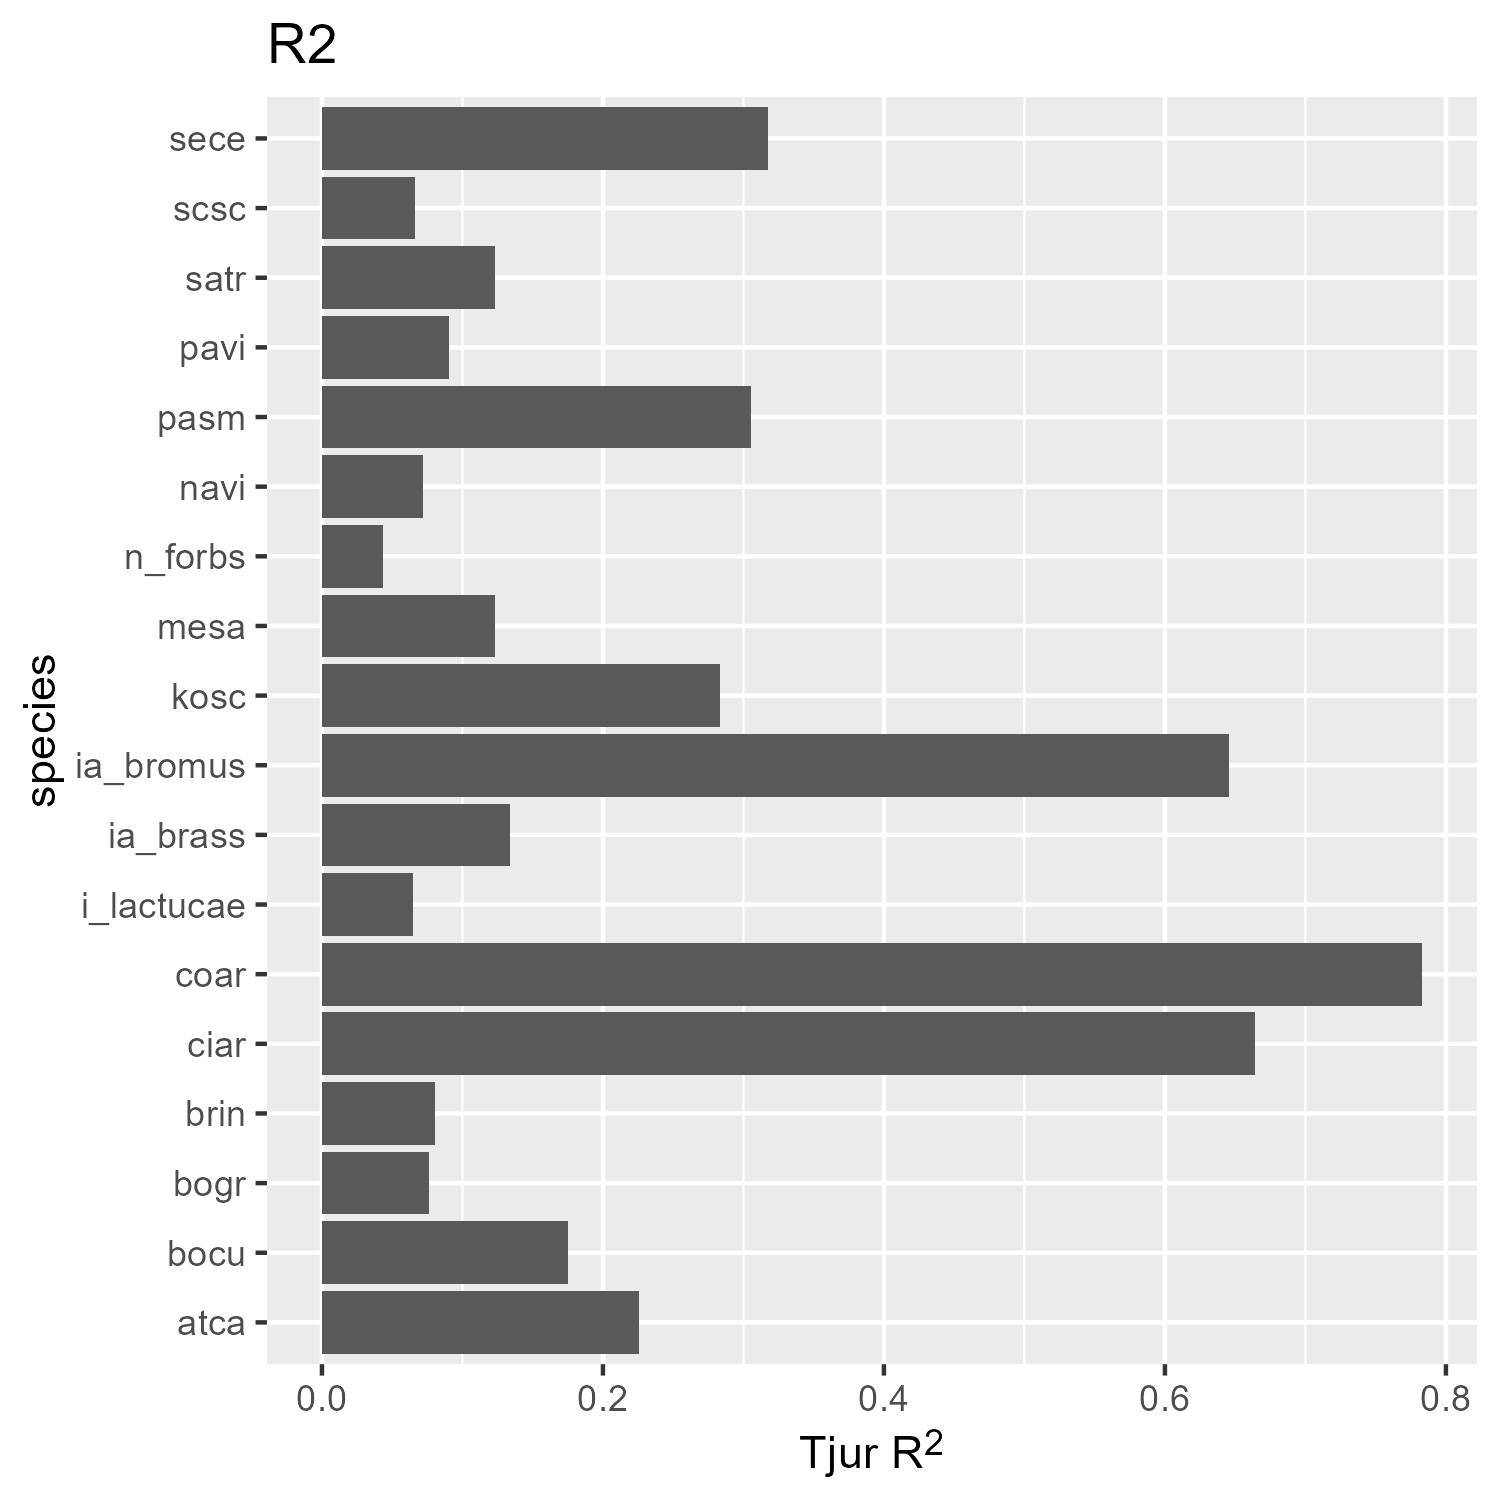 R2
sece
scsc
satr
pavi
pasm
navi
n_forbs
mesa
kosc
ia_bromus
ia_brass
i_lactucae
coar
ciar
brin
bogr
bocu
atca
species
0.0 0.2 0.4 0.6 0.8
Tjur R²